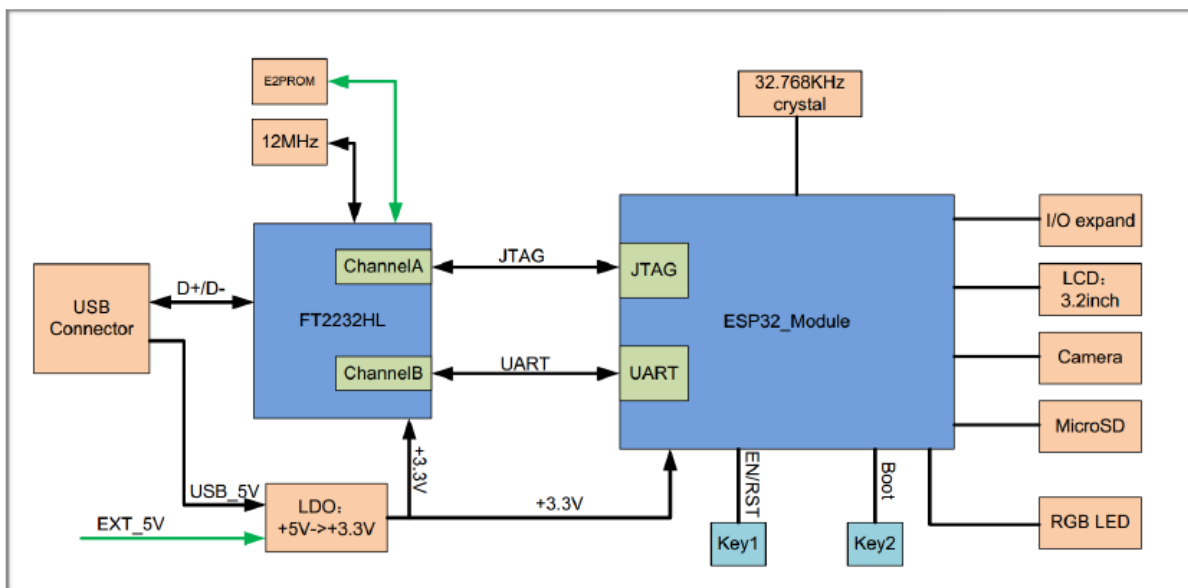 E2PROM
12MHz
32.768KHz
crystal
I/O expand
LCD：
3.2inch
Camera
MicroSD
RGB LED
USB
Connector
D+/D-
FT2232HL
ChannelA
ChannelB
JTAG
UART
JTAG
UART
ESP32_Module
+3.3V
USB_5V
EXT_5V
LDO：
+5V->+3.3V
+3.3V
EN/RST
Boot
Key1
Key2